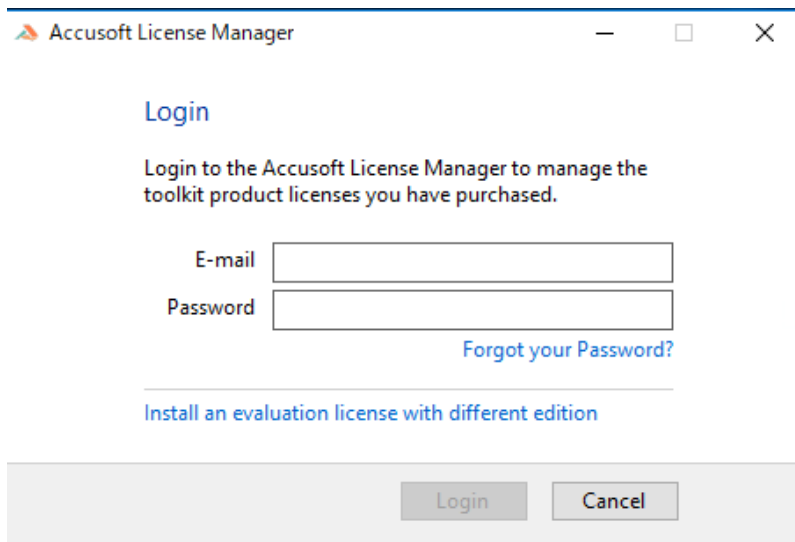 Accusoft License Manager
Login
Login to the Accusoft License Manager to manage the
toolkit product licenses you have purchased.
E-mail
Password
Forgot your Password?
Install an evaluation license with different edition
Login Cancel